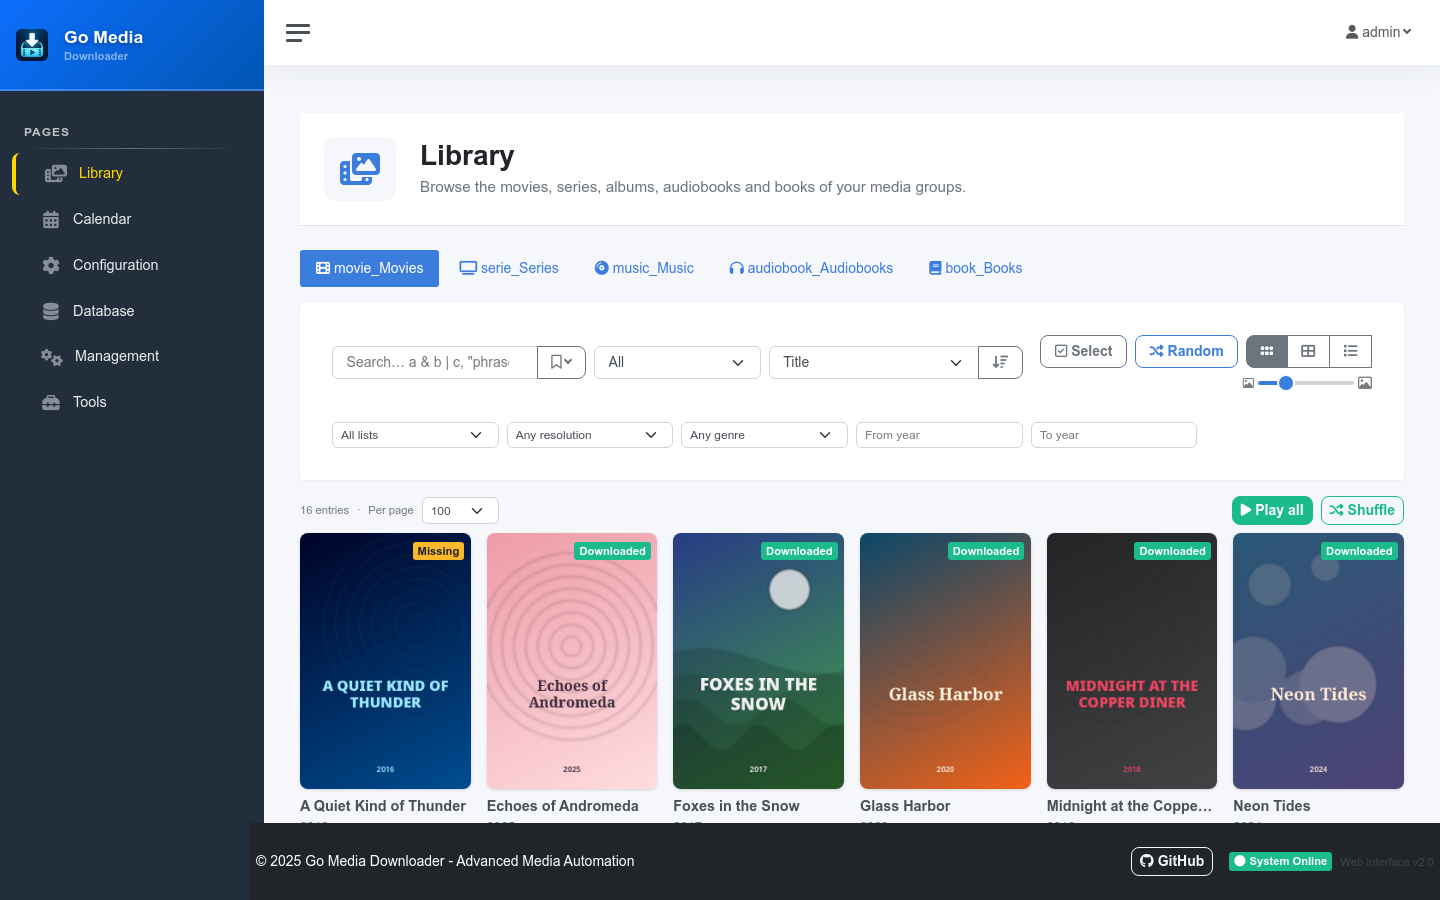 Go Media
Downloader
admin
PAGES
Library
Calendar
Configuration
Database
Management
Tools
Library
Browse the movies, series, albums, audiobooks and books of your media groups.
movie_Movies
serie_Series
music_Music
audiobook_Audiobooks
book_Books
Search... a & b | c, "phras
All
Title
Select
Random
All lists
Any resolution
Any genre
From year
To year
16 entries · Per page
100
Play all
Shuffle
Missing
A QUIET KIND OF
THUNDER
2016
A Quiet Kind of Thunder
Downloaded
Echoes of
Andromeda
2025
Echoes of Andromeda
Downloaded
FOXES IN THE
SNOW
2017
Foxes in the Snow
Downloaded
Glass Harbor
2020
Glass Harbor
Downloaded
MIDNIGHT AT THE
COPPER DINER
2018
Midnight at the Coppe...
Downloaded
Neon Tides
2024
Neon Tides
© 2025 Go Media Downloader - Advanced Media Automation
GitHub
System Online
Web Interface v2.0